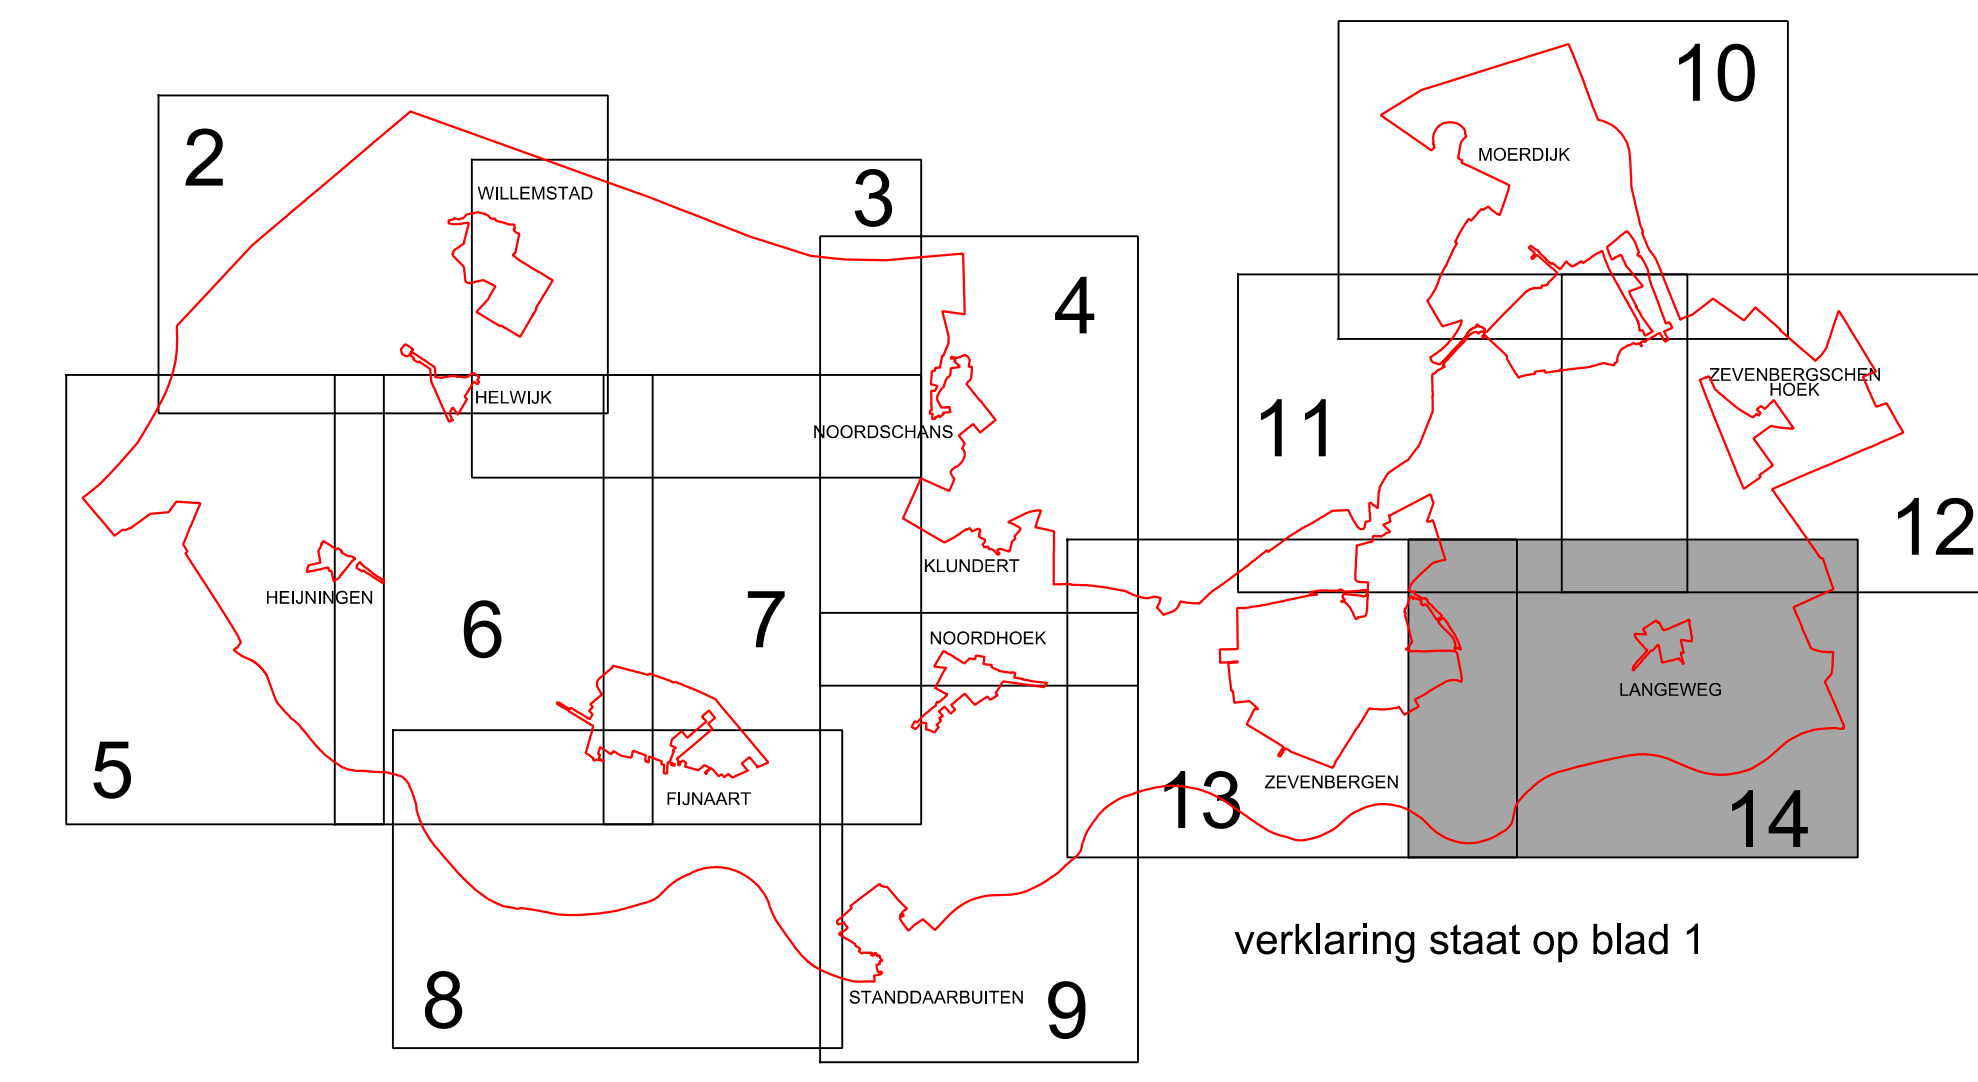 10
2
WILLEMSTAD
3
MOERDIJK
4
ZEVENBERGSCHEN
HOEK
HELWIJK
11
NOORDSCHANS
12
KLUNDERT
HEIJNINGEN
6
7
NOORDHOEK
LANGEWEG
5
FIJNAART
13
ZEVENBERGEN
14
verklaring staat op blad 1
8
STANDDAARBUITEN
9